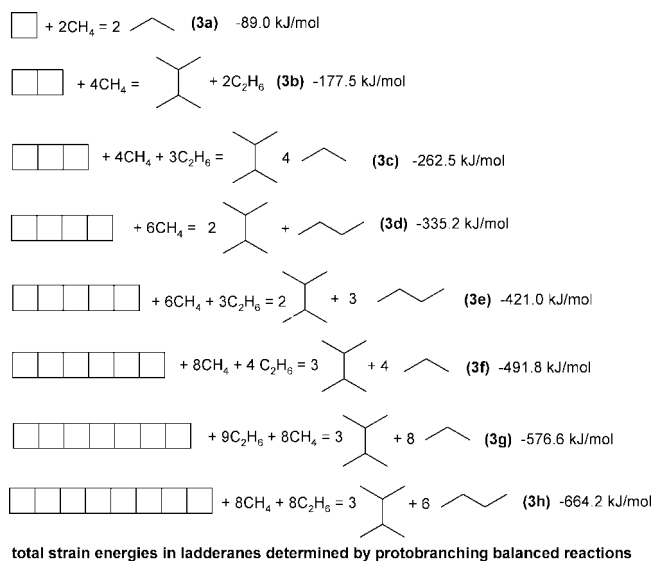 + 2CH₄ = 2 (3a) -89.0 kJ/mol
+ 4CH₄ = + 2C₂H₆ (3b) -177.5 kJ/mol
+ 4CH₄ + 3C₂H₆ = 4 (3c) -262.5 kJ/mol
+ 6CH₄ = 2 + (3d) -335.2 kJ/mol
+ 6CH₄ + 3C₂H₆ = 2 + 3 (3e) -421.0 kJ/mol
+ 8CH₄ + 4 C₂H₆ = 3 + 4 (3f) -491.8 kJ/mol
+ 9C₂H₆ + 8CH₄ = 3 + 8 (3g) -576.6 kJ/mol
+ 8CH₄ + 8C₂H₆ = 3 + 6 (3h) -664.2 kJ/mol
total strain energies in ladderanes determined by protobranching balanced reactions